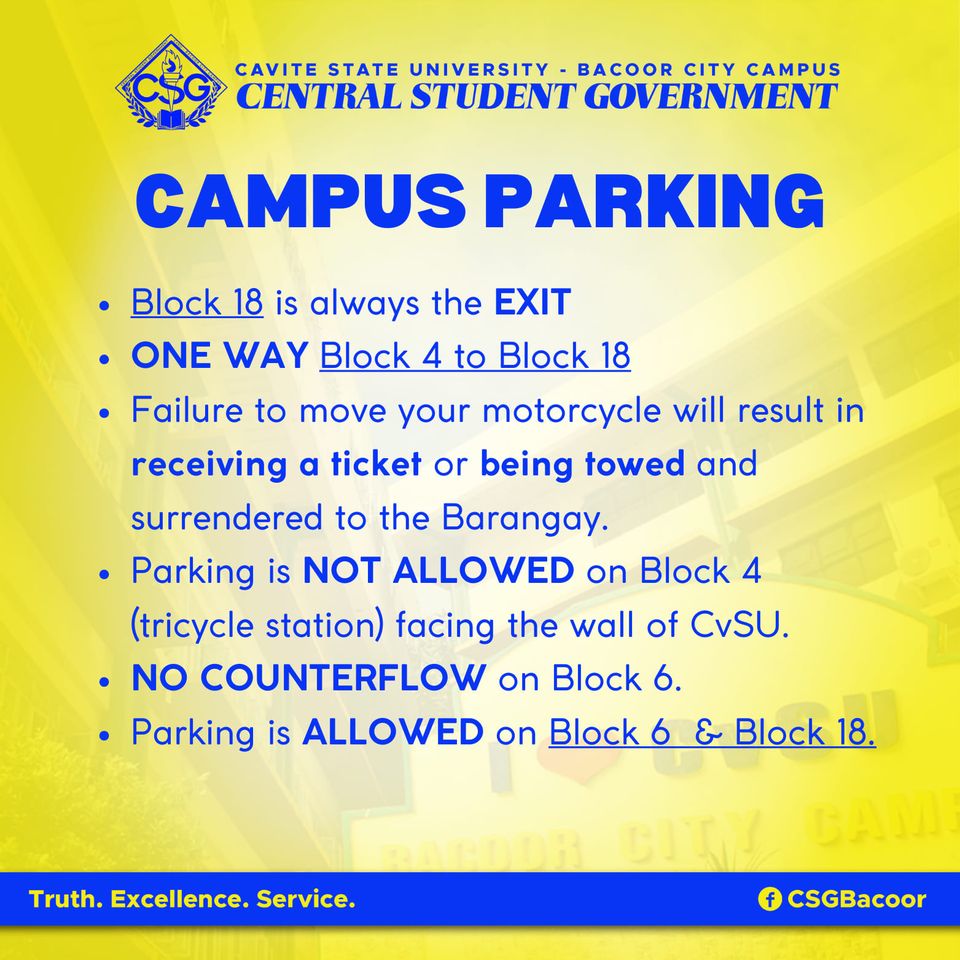 CSG
CAVITE STATE UNIVERSITY - BACOOR CITY CAMPUS
CENTRAL STUDENT GOVERNMENT
CAMPUS PARKING
• Block 18 is always the EXIT
• ONE WAY Block 4 to Block 18
• Failure to move your motorcycle will result in
receiving a ticket or being towed and
surrendered to the Barangay.
• Parking is NOT ALLOWED on Block 4
(tricycle station) facing the wall of CvSU.
• NO COUNTERFLOW on Block 6.
• Parking is ALLOWED on Block 6 & Block 18.
I ❤ CvSU
BACOOR CITY CAMP
Truth. Excellence. Service.
CSGBacoor